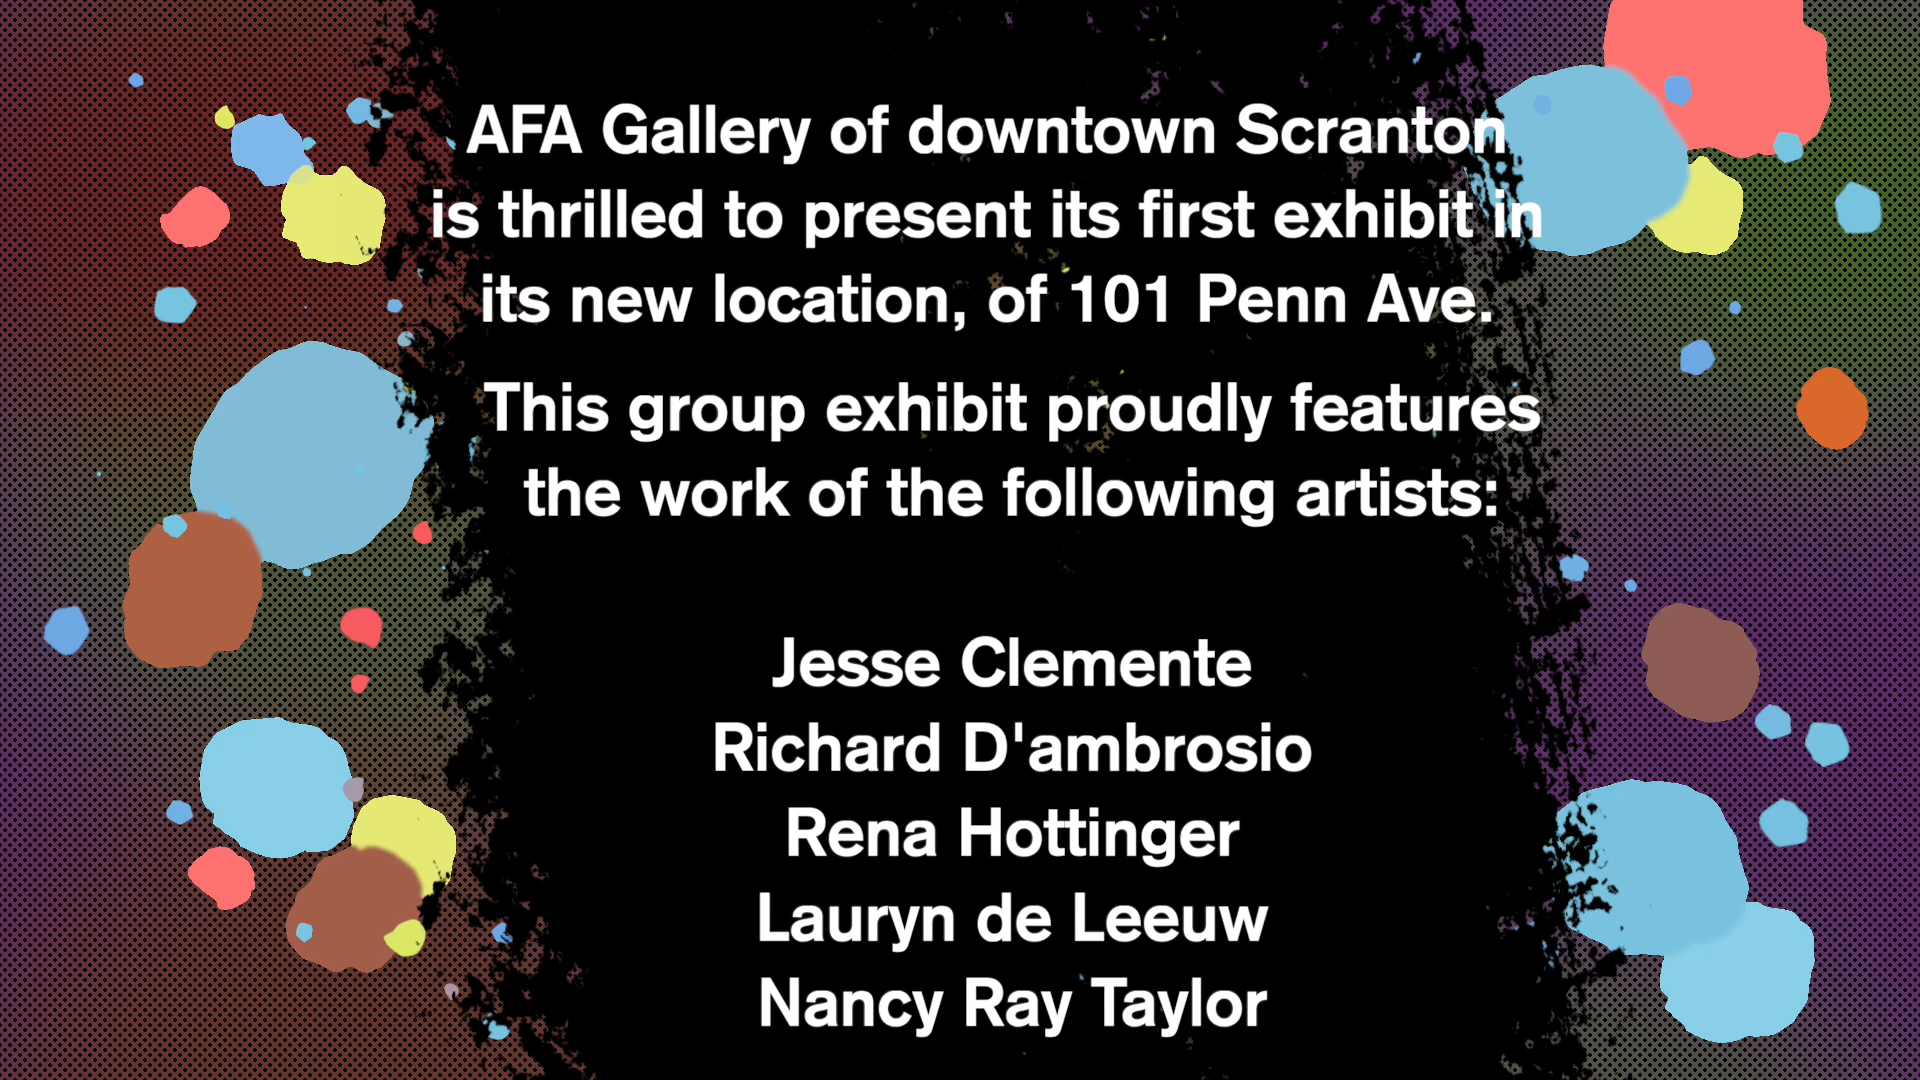 AFA Gallery of downtown Scranton
is thrilled to present its first exhibit in
its new location, of 101 Penn Ave.
This group exhibit proudly features
the work of the following artists:
Jesse Clemente
Richard D'ambrosio
Rena Hottinger
Lauryn de Leeuw
Nancy Ray Taylor